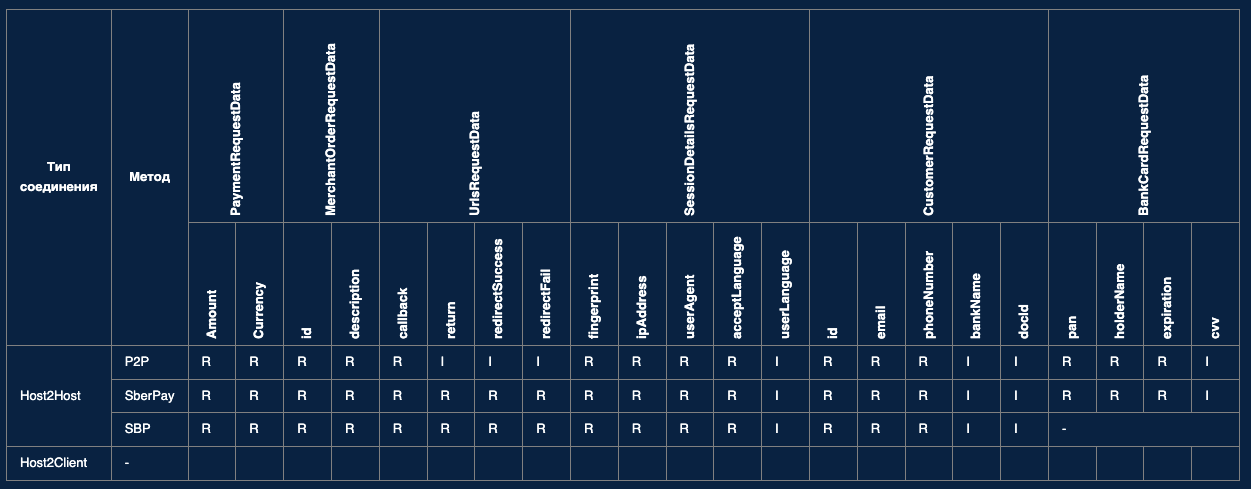 Тип соединения
Метод
PaymentRequestData
MerchantOrderRequestData
UrlsRequestData
SessionDetailsRequestData
CustomerRequestData
BankCardRequestData
Amount
Currency
id
description
callback
return
redirectSuccess
redirectFail
fingerprint
ipAddress
userAgent
acceptLanguage
userLanguage
id
email
phoneNumber
bankName
docId
pan
holderName
expiration
cvv
Host2Host
P2P R R R R R I I I R R R R I R R R I I R R R I
SberPay R R R R R R R R R R R R I R R R I I R R R I
SBP R R R R R R R R R R R R I R R R I I -
Host2Client -